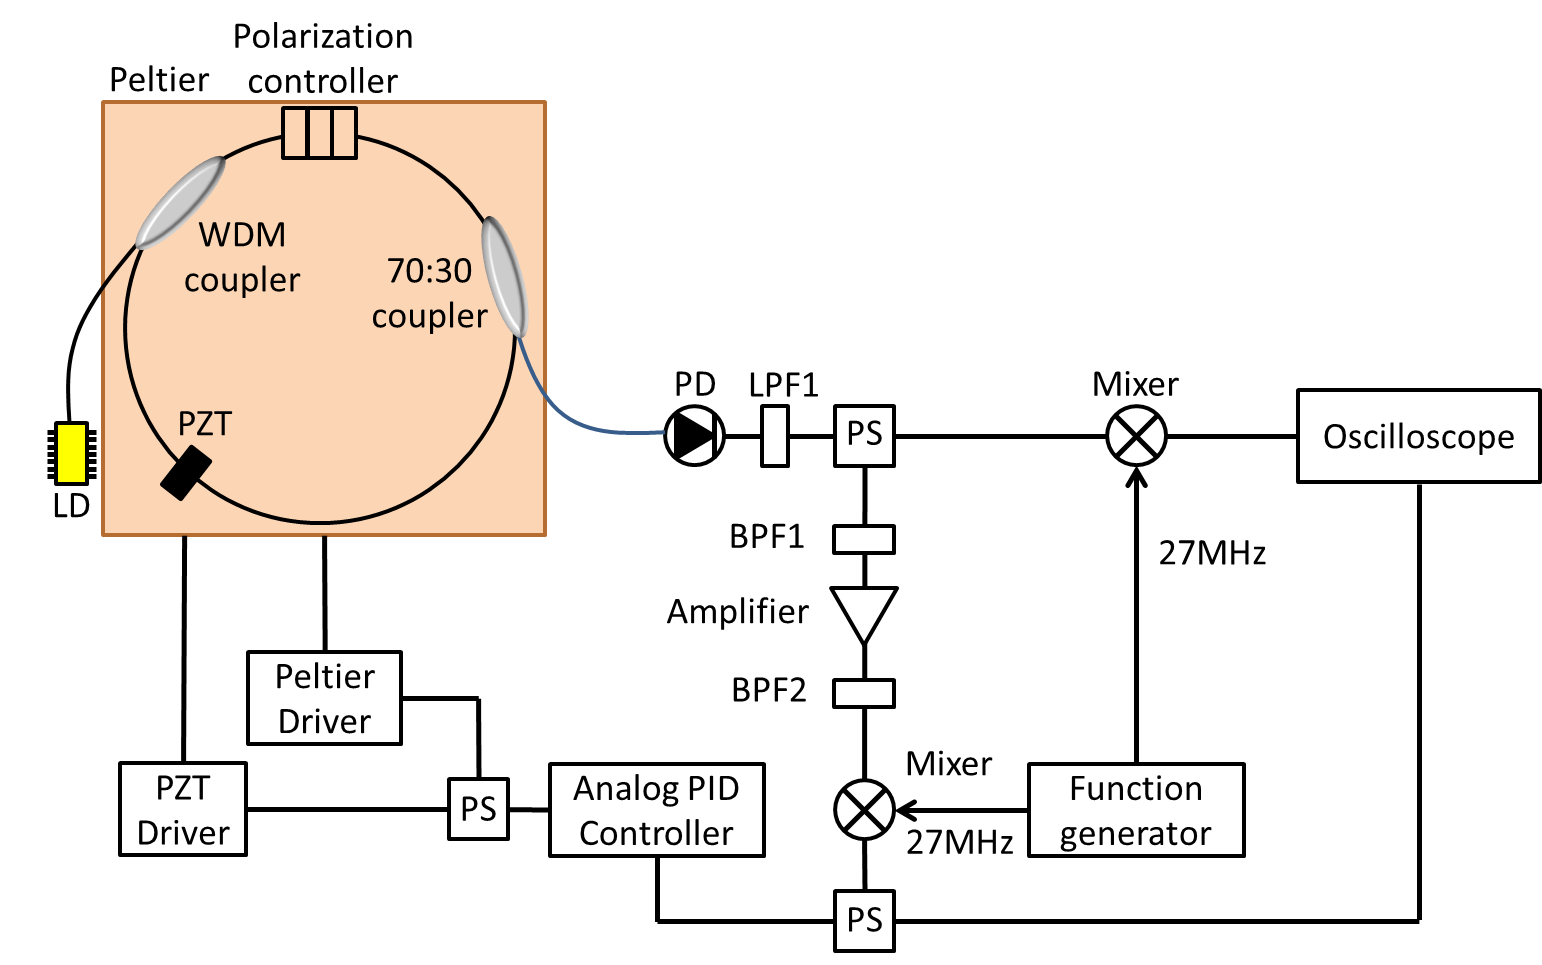 Polarization
controller
Peltier
WDM
coupler
70:30
coupler
PZT
LD
PD
LPF1
PS
Mixer
Oscilloscope
BPF1
27MHz
Amplifier
BPF2
Peltier
Driver
PZT
Driver
PS
Analog PID
Controller
Mixer
27MHz
Function
generator
PS